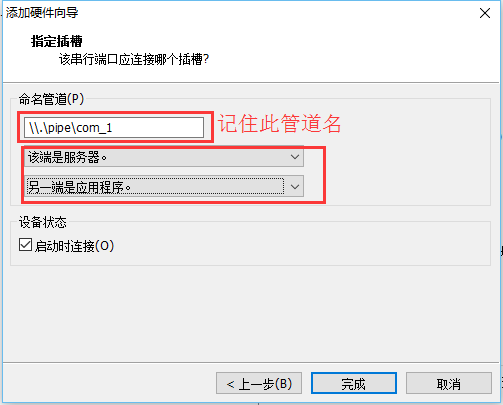 添加硬件向导
指定插槽
该串行端口应连接哪个插槽?
命名管道(P)
\\.\pipe\com_1
记住此管道名
该端是服务器。
另一端是应用程序。
设备状态
启动时连接(O)
< 上一步(B)
完成
取消